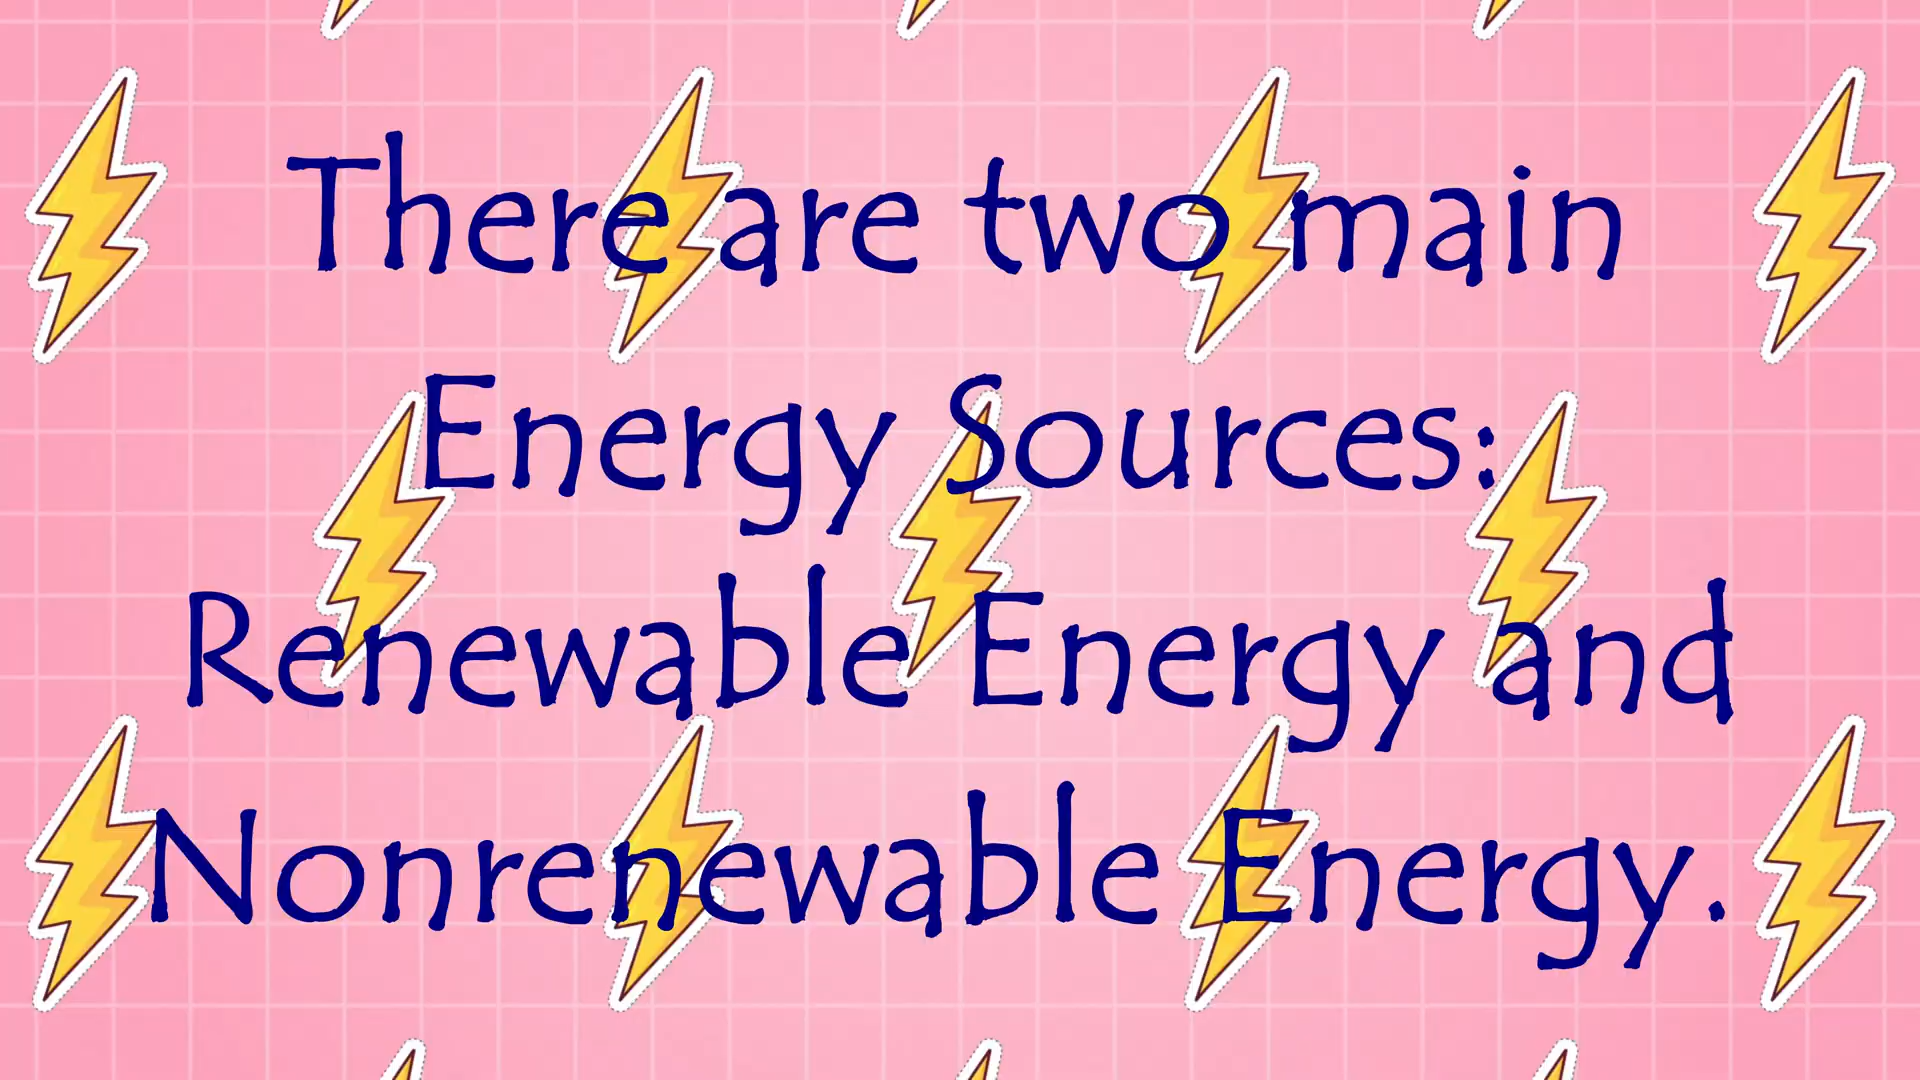 There are two main
Energy Sources:
Renewable Energy and
Nonrenewable Energy.